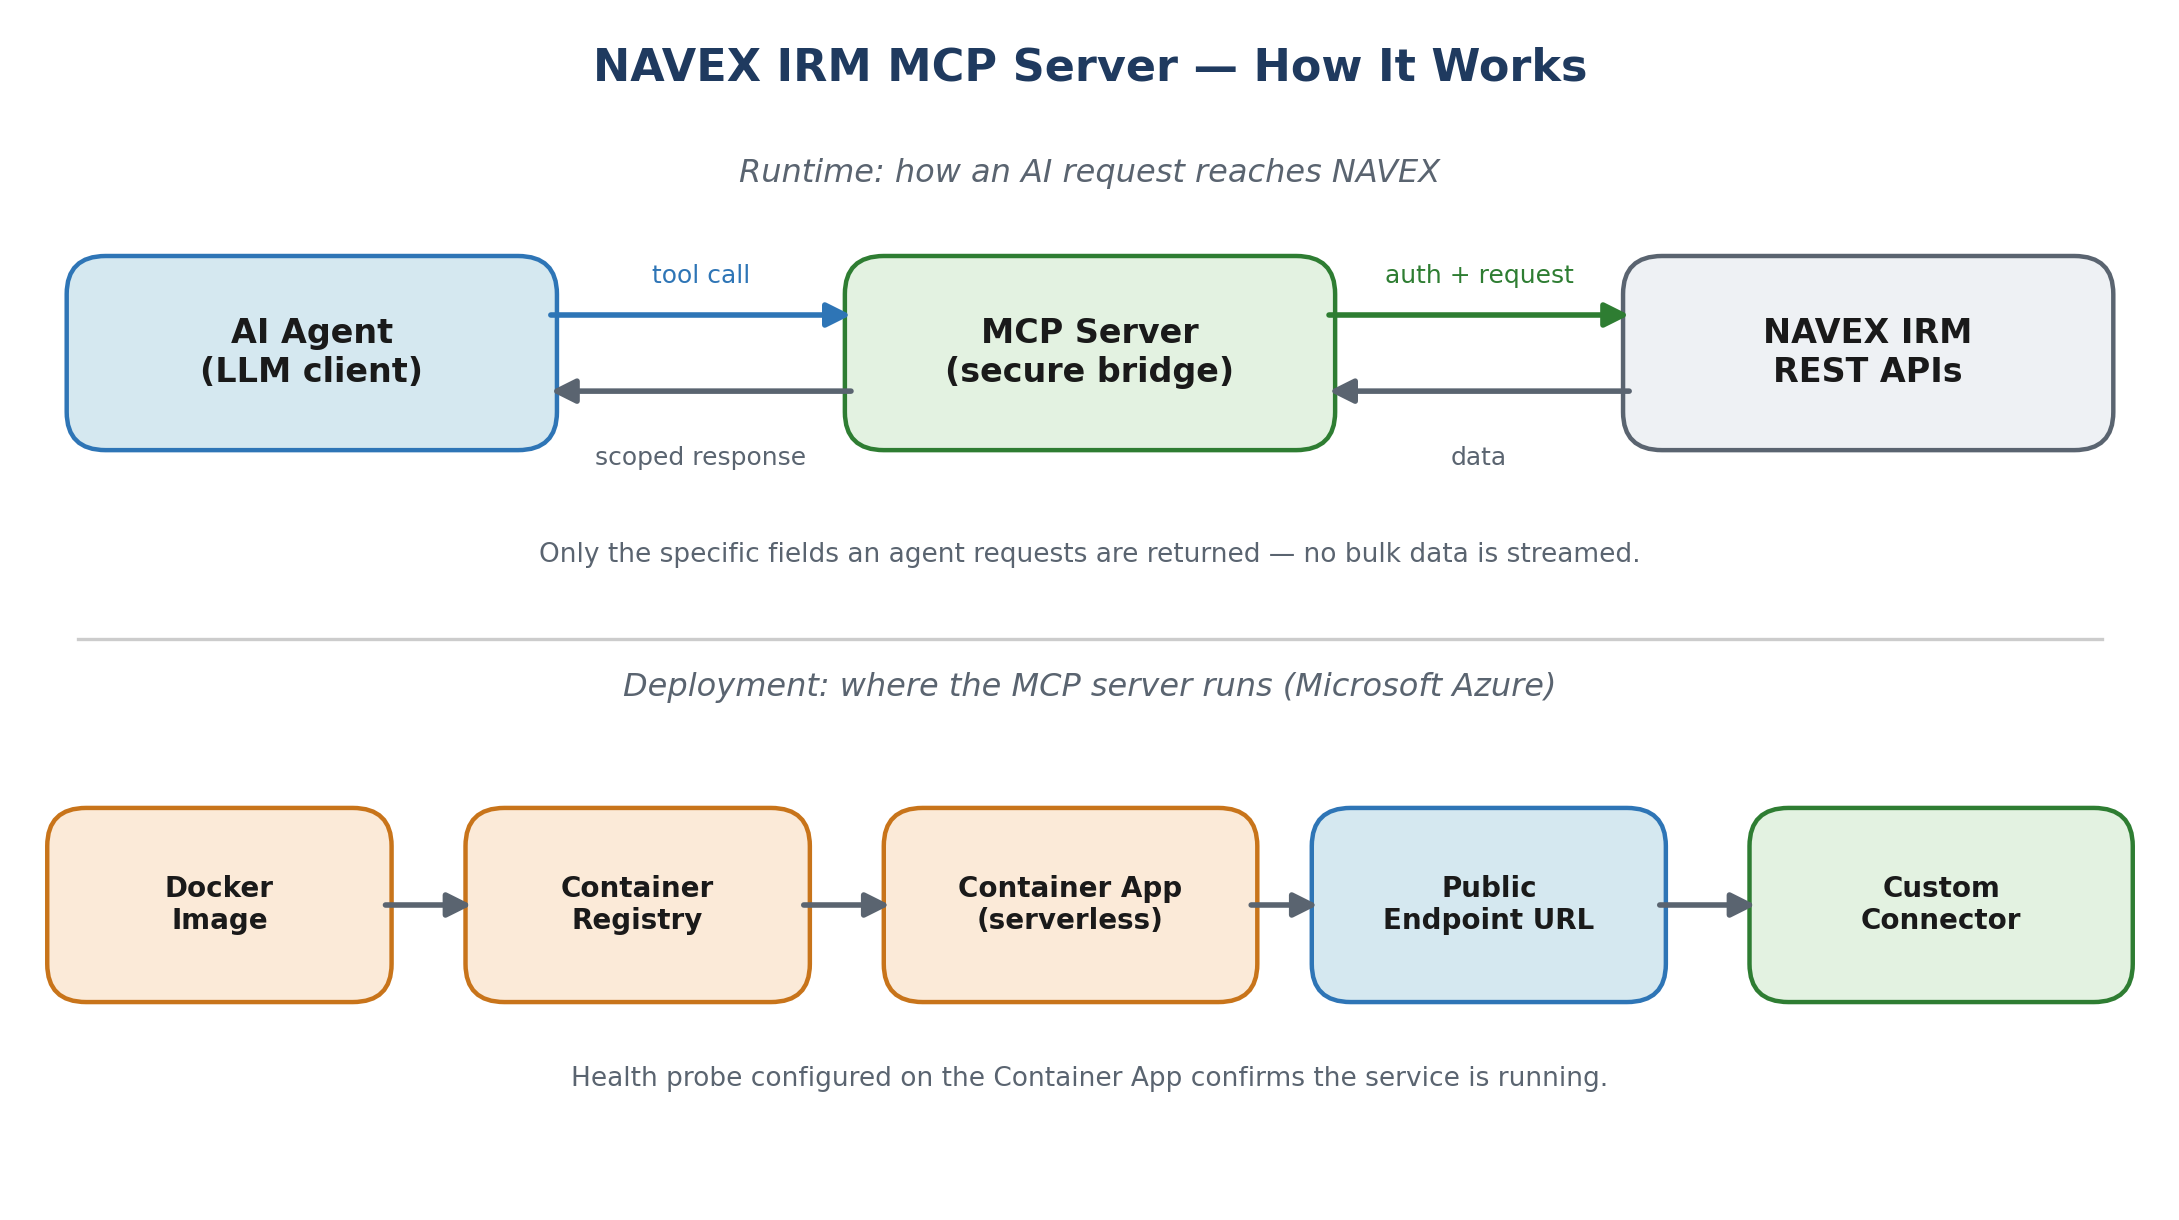 NAVEX IRM MCP Server — How It Works
Runtime: how an AI request reaches NAVEX
AI Agent
(LLM client)
tool call
scoped response
MCP Server
(secure bridge)
auth + request
data
NAVEX IRM
REST APIs
Only the specific fields an agent requests are returned — no bulk data is streamed.
Deployment: where the MCP server runs (Microsoft Azure)
Docker
Image
Container
Registry
Container App
(serverless)
Public
Endpoint URL
Custom
Connector
Health probe configured on the Container App confirms the service is running.